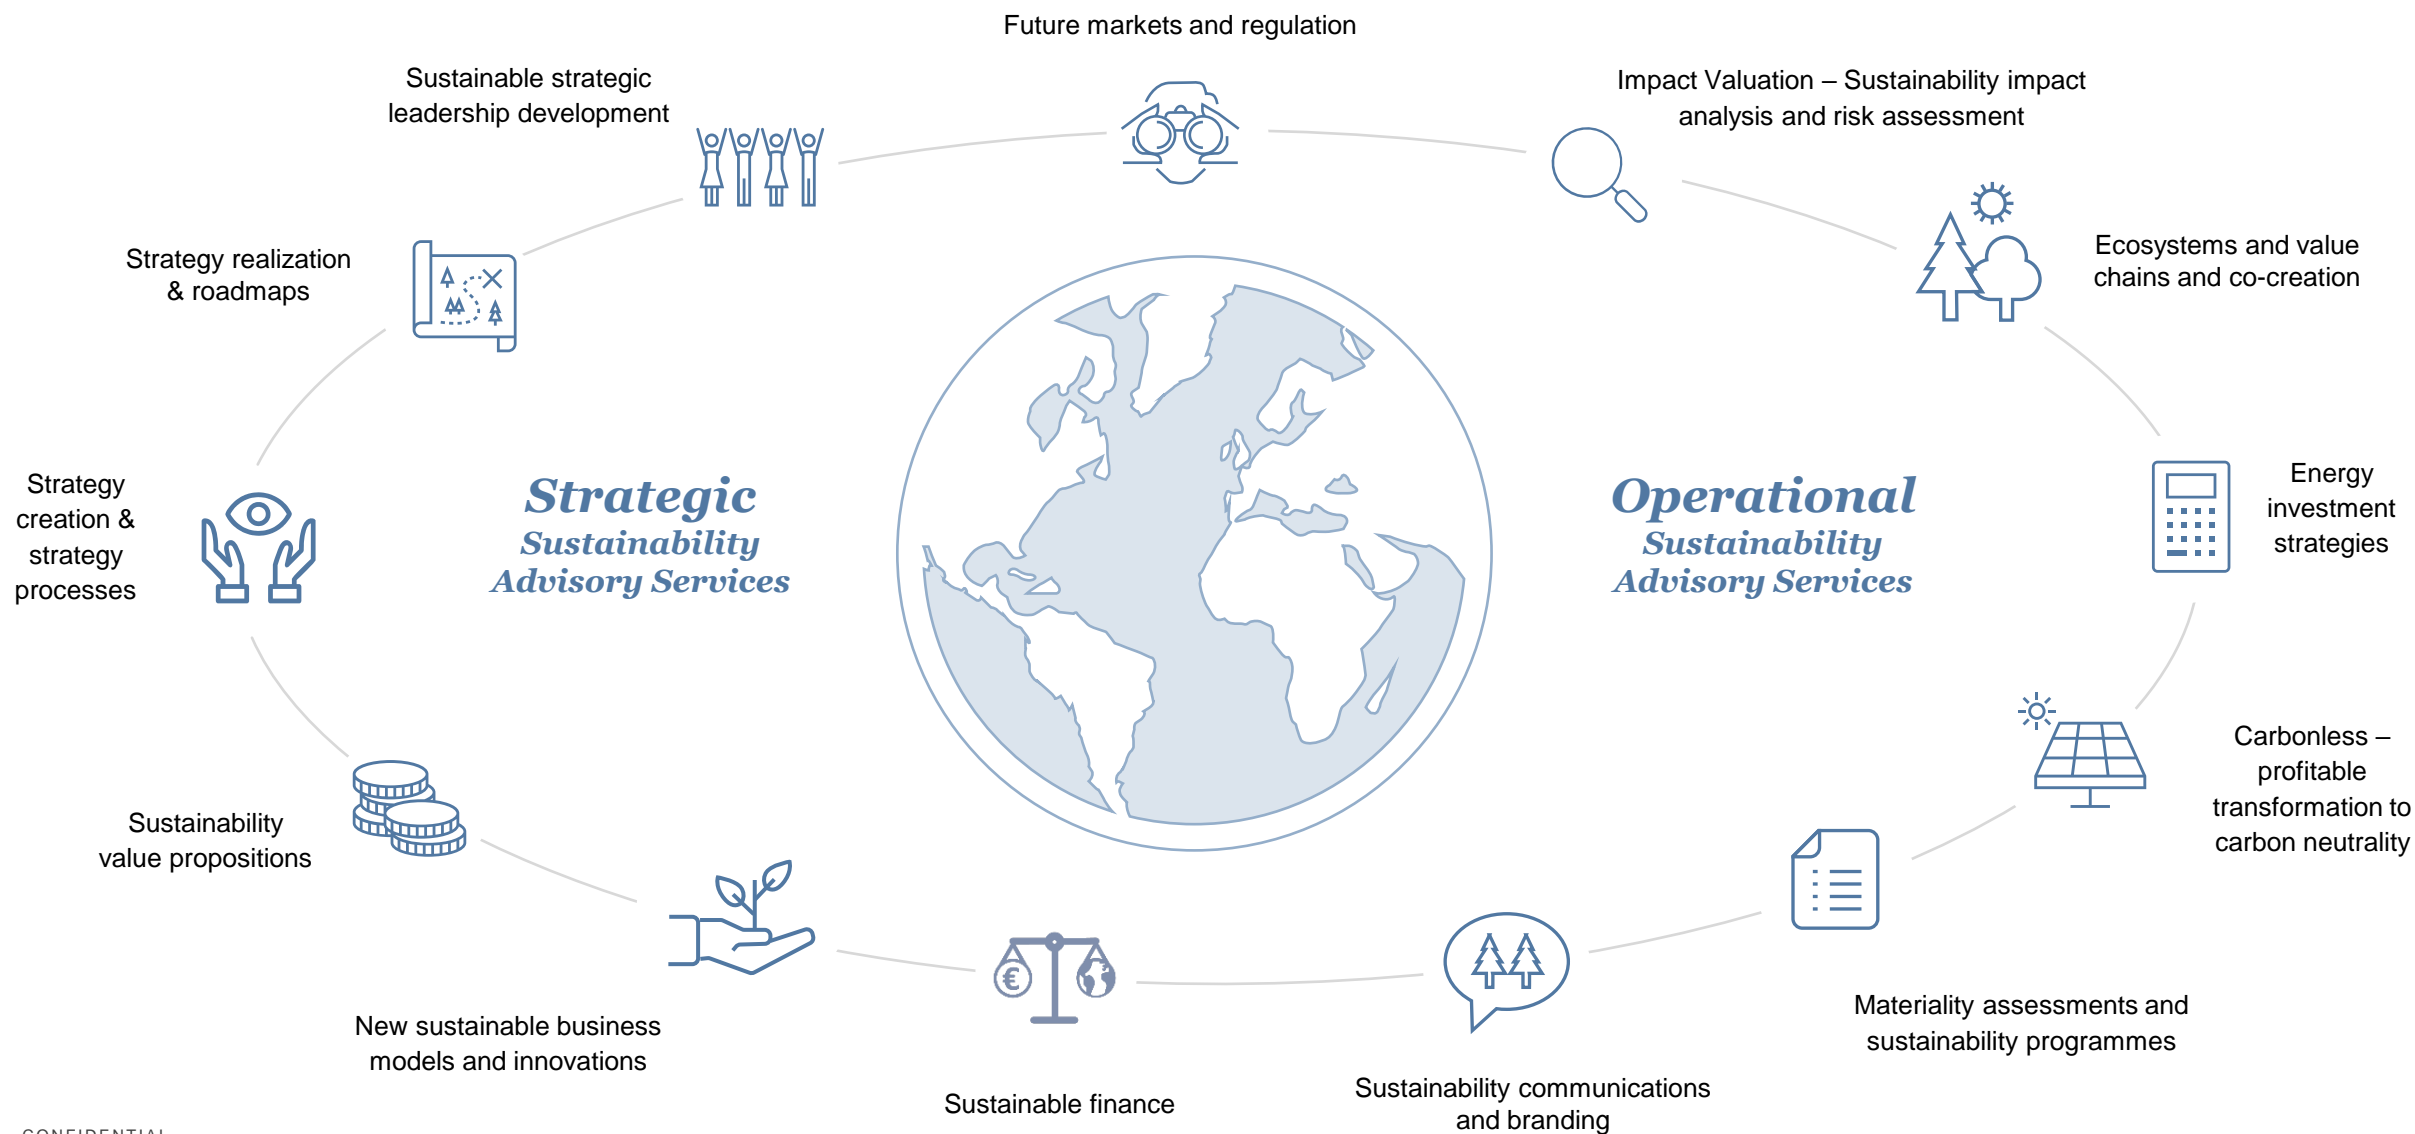 Future markets and regulation
Sustainable strategic
leadership development
Impact Valuation – Sustainability impact
analysis and risk assessment
Strategy realization
& roadmaps
Ecosystems and value
chains and co-creation
Strategy
creation &
strategy
processes
Strategic
Sustainability
Advisory Services
Operational
Sustainability
Advisory Services
Energy
investment
strategies
Carbonless –
profitable
transformation to
carbon neutrality
Sustainability
value propositions
€
New sustainable business
models and innovations
Materiality assessments and
sustainability programmes
Sustainable finance
Sustainability communications
and branding
CONFIDENTIAL